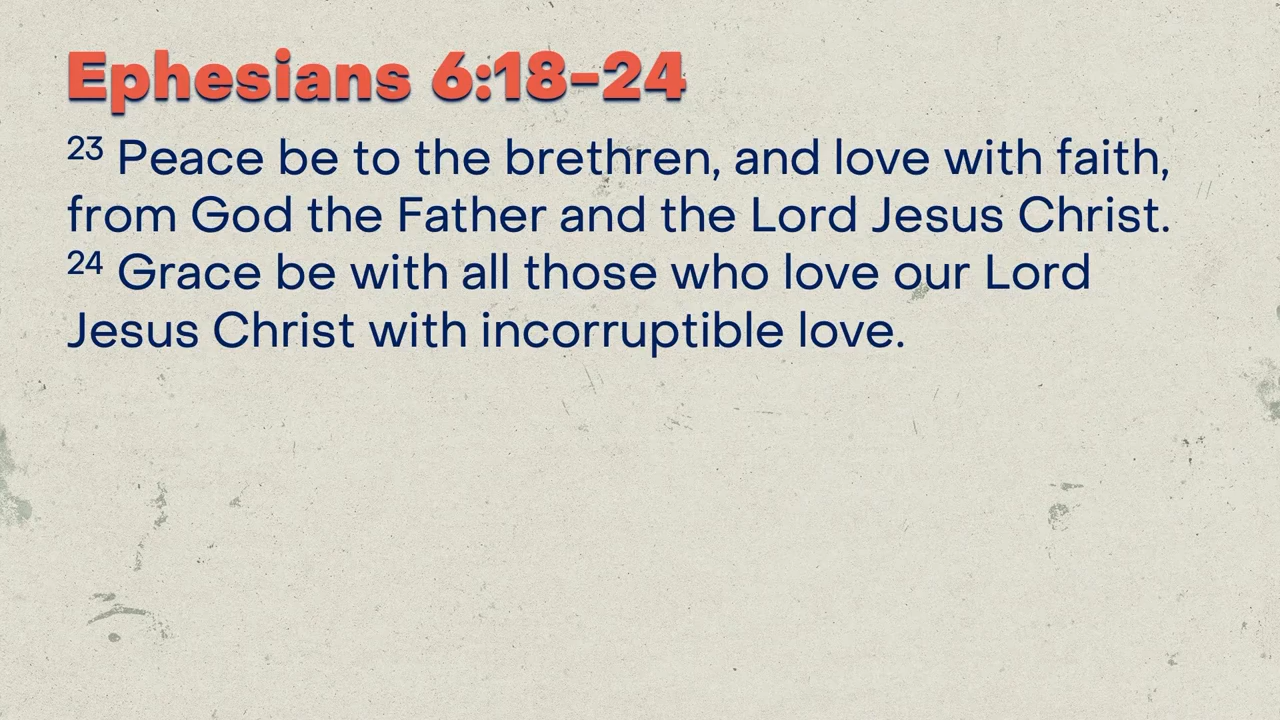 Ephesians 6:18-24
23 Peace be to the brethren, and love with faith,
from God the Father and the Lord Jesus Christ.
24 Grace be with all those who love our Lord
Jesus Christ with incorruptible love.